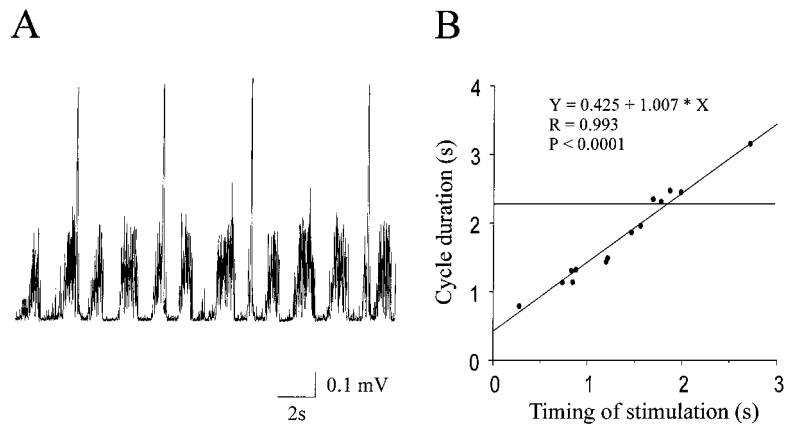 A
B
0.1 mV
2s
Y = 0.425 + 1.007 * X
R = 0.993
P < 0.0001
Cycle duration (s)
4
3
2
1
0
0 1 2 3
Timing of stimulation (s)